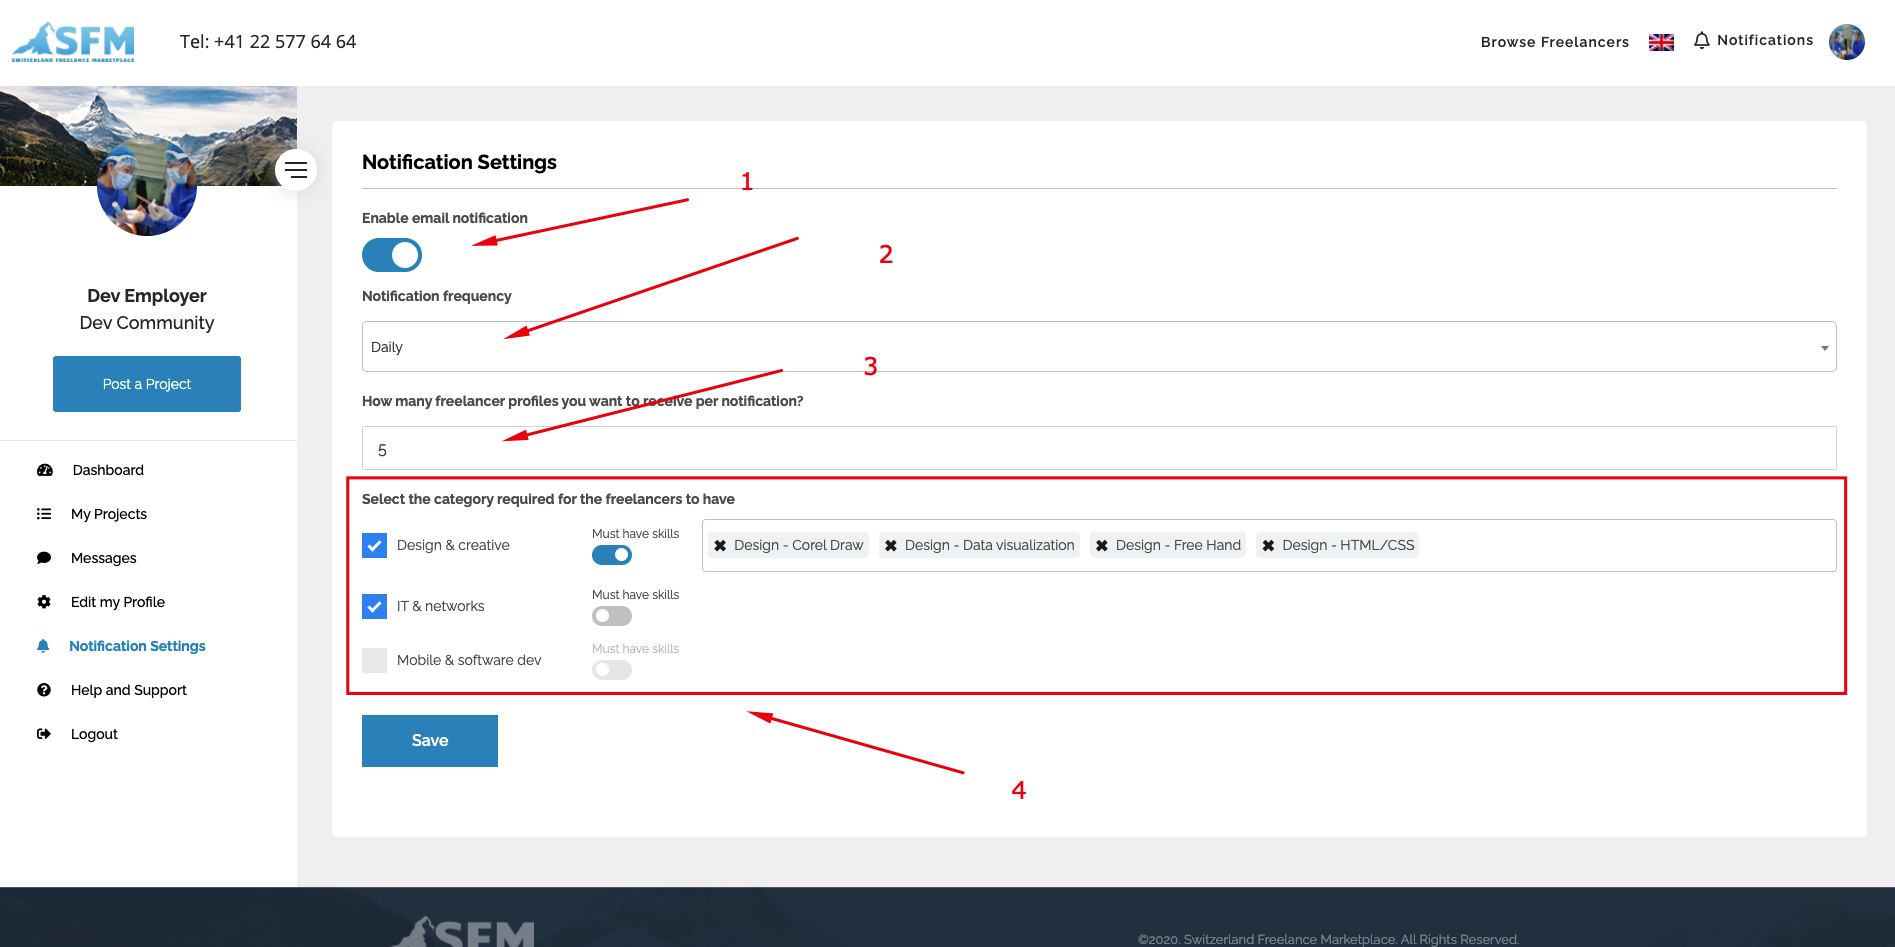 SFM
SWITZERLAND FREELANCE MARKETPLACE
Tel: +41 22 577 64 64
Browse Freelancers
Notifications
Dev Employer
Dev Community
Post a Project
Dashboard
My Projects
Messages
Edit my Profile
Notification Settings
Help and Support
Logout
Notification Settings
1
Enable email notification
2
Notification frequency
Daily
3
How many freelancer profiles you want to receive per notification?
5
Select the category required for the freelancers to have
Design & creative
Must have skills
Design - Corel Draw
Design - Data visualization
Design - Free Hand
Design - HTML/CSS
IT & networks
Must have skills
Mobile & software dev
Must have skills
Save
4
SFM
©2020. Switzerland Freelance Marketplace. All Rights Reserved.